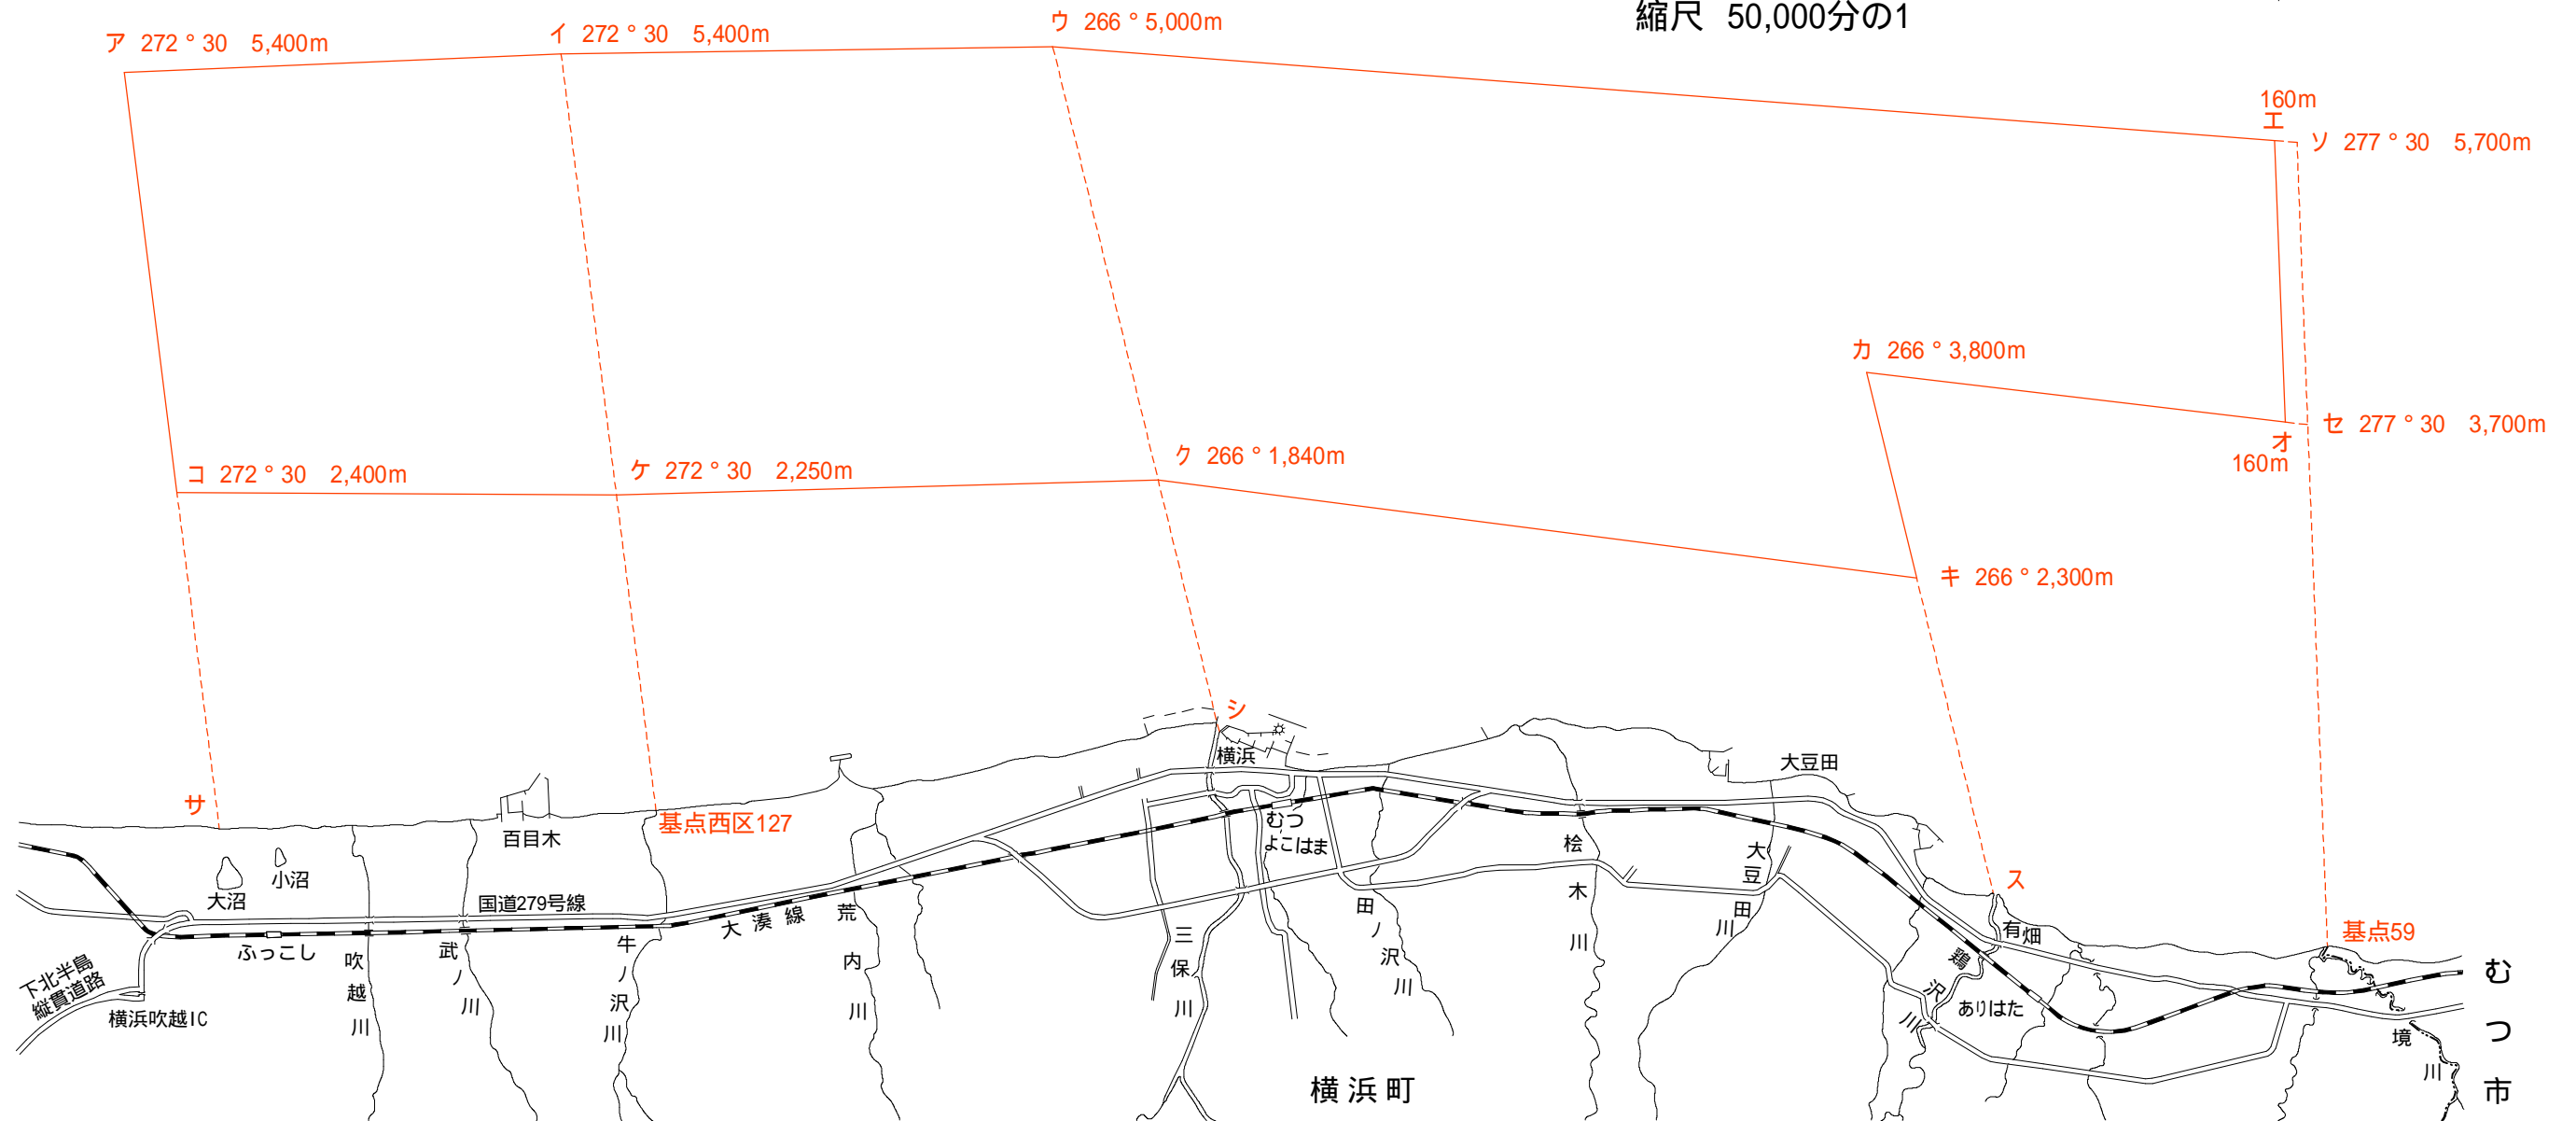 縮尺 50,000分の1
ア 272°30 5,400m
イ 272°30 5,400m
ウ 266°5,000m
160m
エ
ソ 277°30 5,700m
カ 266°3,800m
セ 277°30 3,700m
オ
160m
コ 272°30 2,400m
ケ 272°30 2,250m
ク 266°1,840m
キ 266°2,300m
シ
横浜
大豆田
サ
百目木
基点西区127
むつ
よこはま
ス
大沼
小沼
国道279号線
大湊線
ふっこし
下北半島
縦貫道路
横浜吹越IC
吹越川
武ノ川
牛ノ沢川
荒内川
三保川
田ノ沢川
桧木川
大豆田川
鶏沢川
有畑
ありはた
基点59
境川
横浜町
むつ市